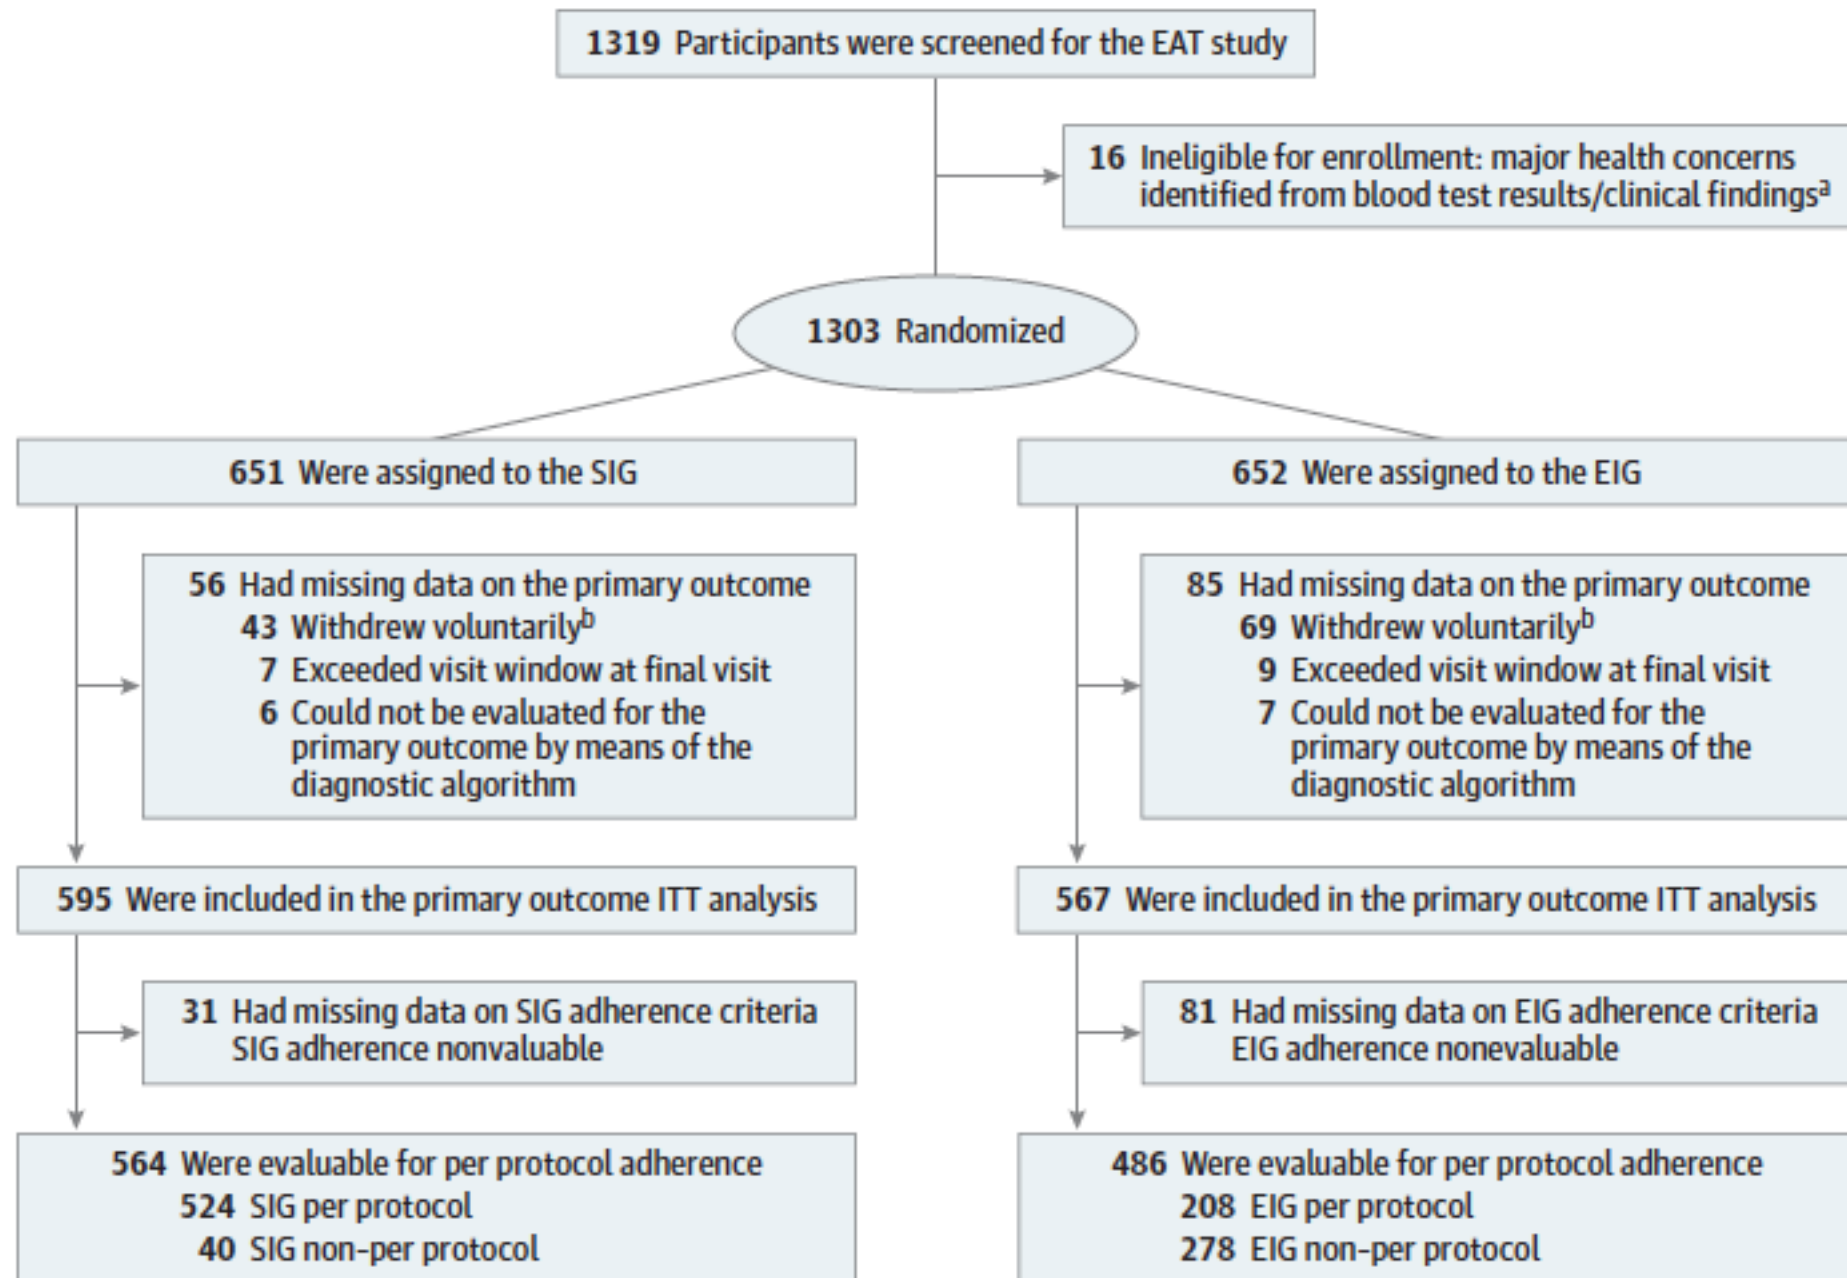 1319 Participants were screened for the EAT study
16 Ineligible for enrollment: major health concerns
identified from blood test results/clinical findingsᵃ
1303 Randomized
651 Were assigned to the SIG
56 Had missing data on the primary outcome
43 Withdrew voluntarilyᵇ
7 Exceeded visit window at final visit
6 Could not be evaluated for the
primary outcome by means of the
diagnostic algorithm
595 Were included in the primary outcome ITT analysis
31 Had missing data on SIG adherence criteria
SIG adherence nonvaluable
564 Were evaluable for per protocol adherence
524 SIG per protocol
40 SIG non–per protocol
652 Were assigned to the EIG
85 Had missing data on the primary outcome
69 Withdrew voluntarilyᵇ
9 Exceeded visit window at final visit
7 Could not be evaluated for the
primary outcome by means of the
diagnostic algorithm
567 Were included in the primary outcome ITT analysis
81 Had missing data on EIG adherence criteria
EIG adherence nonevaluable
486 Were evaluable for per protocol adherence
208 EIG per protocol
278 EIG non–per protocol